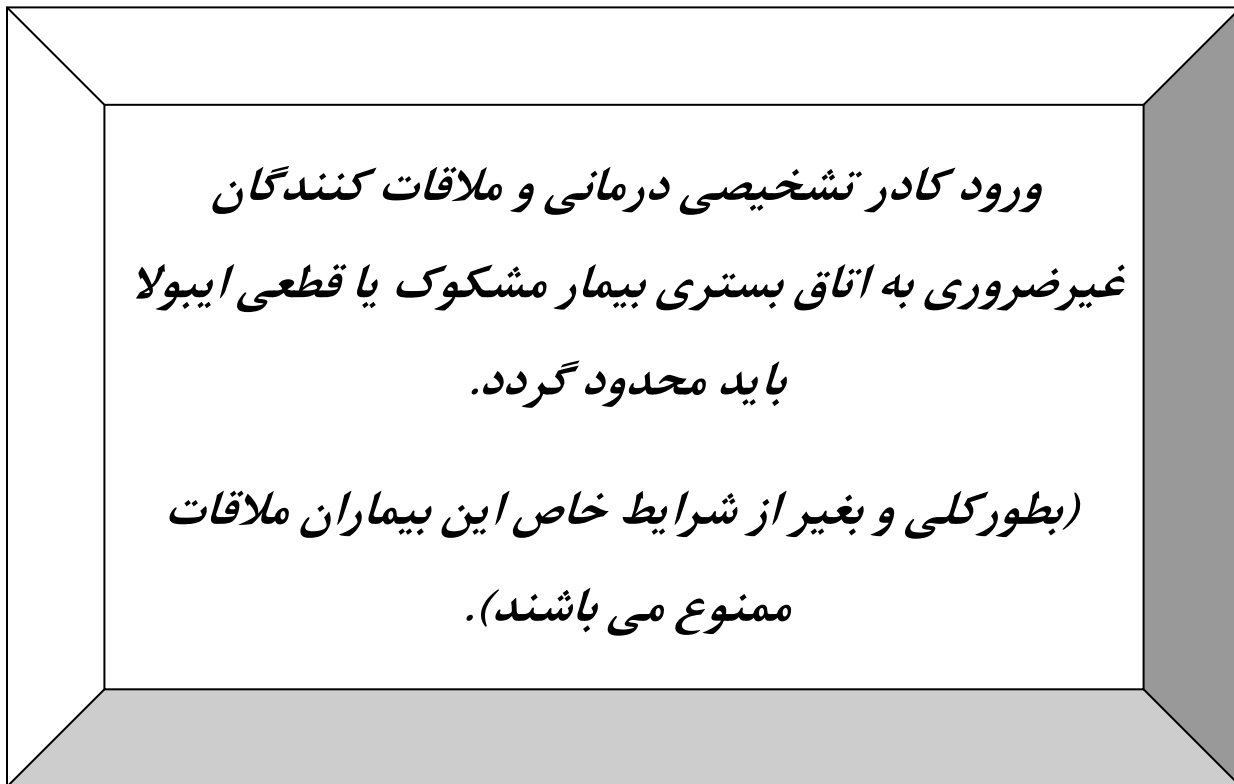 ورود کادر تشخیصی درمانی و ملاقات کنندگان
غیرضروری به اتاق بستری بیمار مشکوک یا قطعی ایبولا
باید محدود گردد.
(بطورکلی و بغیر از شرایط خاص این بیماران ملاقات
ممنوع می باشند).